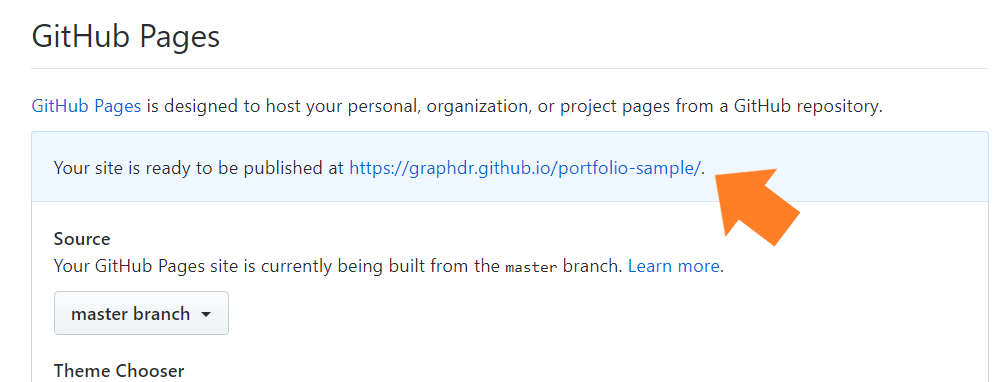 GitHub Pages
GitHub Pages is designed to host your personal, organization, or project pages from a GitHub repository.
Your site is ready to be published at https://graphdr.github.io/portfolio-sample/.
Source
Your GitHub Pages site is currently being built from the master branch. Learn more.
master branch
Theme Chooser